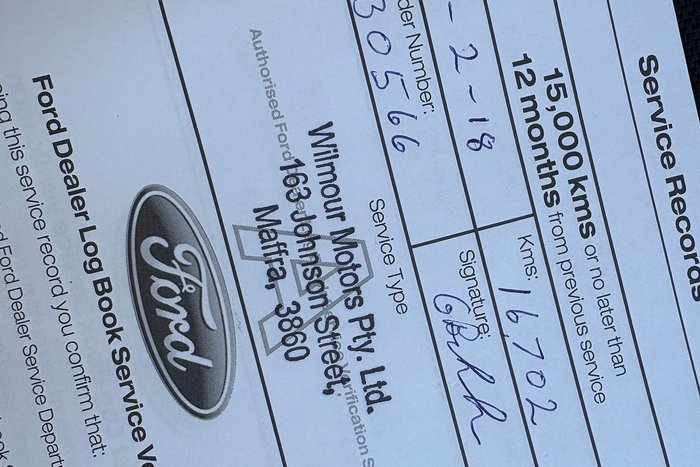 Service Records
15,000 kms or no later than
12 months from previous service
- 2 - 18
Kms: 16702
der Number:
30566
Signature:
Service Type
A
Authorised Ford
Wilmour Motors Pty. Ltd.
163 Johnson Street,
Maffra, 3860
Ford
Ford Dealer Log Book Service
ing this service record you confirm that:
Ford Dealer Service Depart